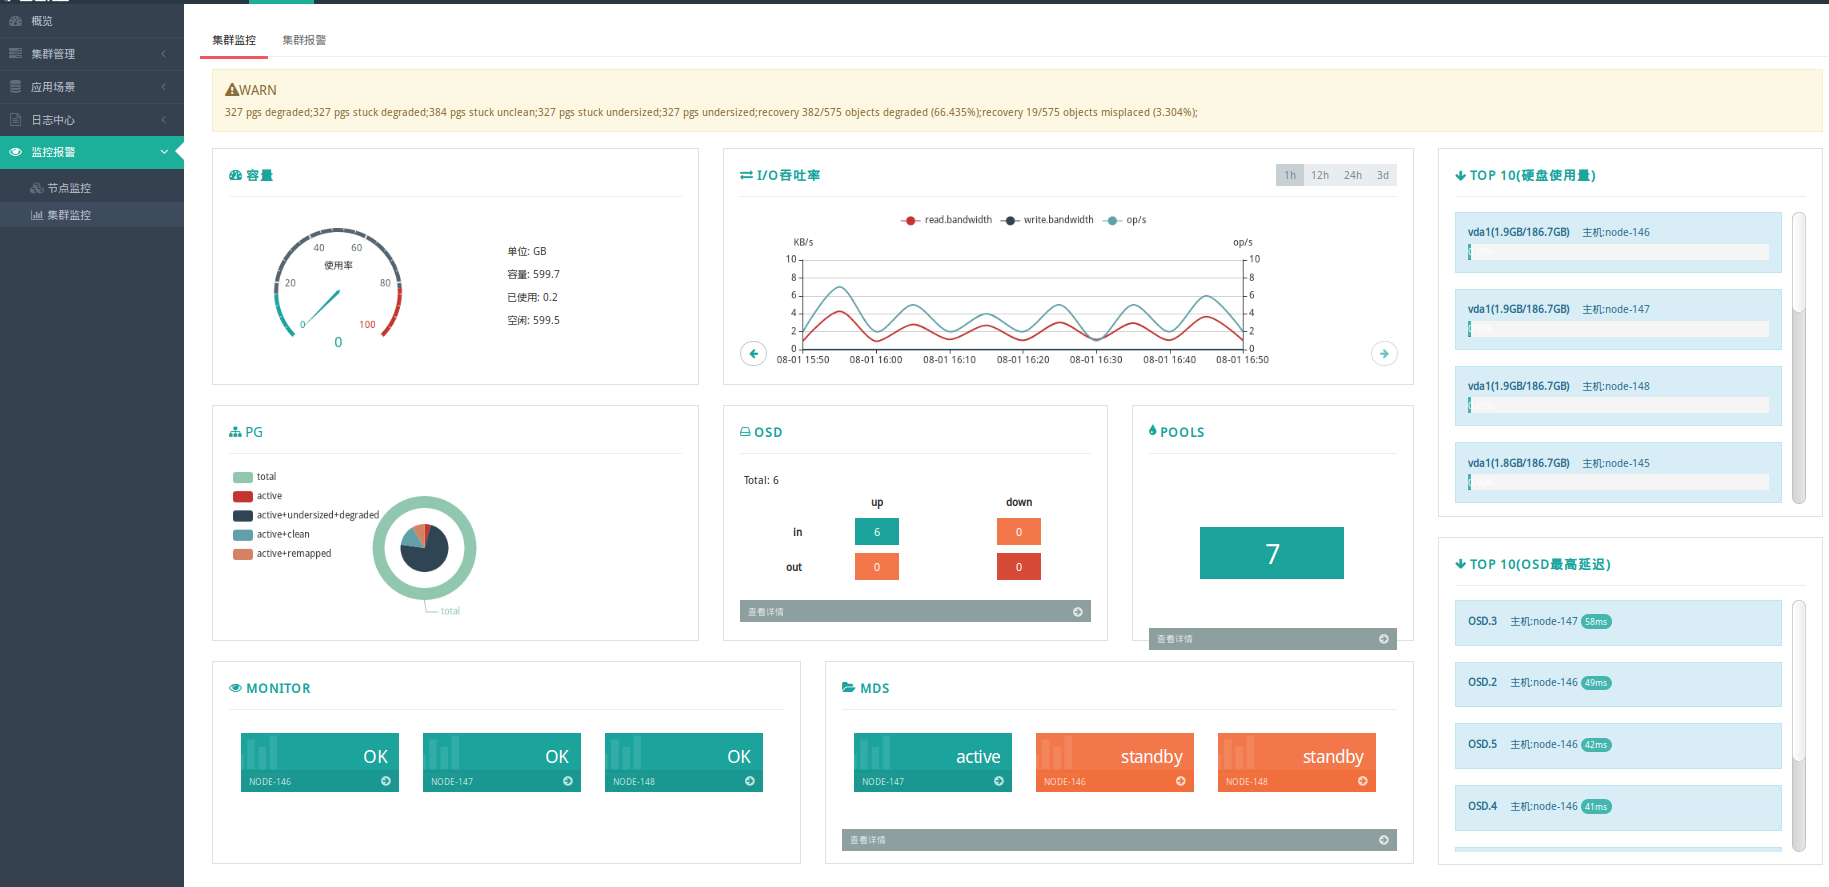 概览
集群管理
应用场景
日志中心
监控报警
节点监控
集群监控
集群监控 集群报警
WARN
327 pgs degraded;327 pgs stuck degraded;384 pgs stuck unclean;327 pgs stuck undersized;327 pgs undersized;recovery 382/575 objects degraded (66.435%);recovery 19/575 objects misplaced (3.304%);
容量
0 20 40 60 80 100
使用率
0
单位: GB
容量: 599.7
已使用: 0.2
空闲: 599.5
I/O吞吐率
1h 12h 24h 3d
read.bandwidth write.bandwidth op/s
KB/s op/s
10 10
8 8
6 6
4 4
2 2
0 0
08-01 15:50 08-01 16:00 08-01 16:10 08-01 16:20 08-01 16:30 08-01 16:40 08-01 16:50
TOP 10(硬盘使用量)
vda1(1.9GB/186.7GB) 主机:node-146
vda1(1.9GB/186.7GB) 主机:node-147
vda1(1.9GB/186.7GB) 主机:node-148
vda1(1.8GB/186.7GB) 主机:node-145
PG
total
active
active+undersized+degraded
active+clean
active+remapped
total
OSD
Total: 6
up down
in 6 0
out 0 0
查看详情
POOLS
7
查看详情
TOP 10(OSD最高延迟)
OSD.3 主机:node-147 58ms
OSD.2 主机:node-146 49ms
OSD.5 主机:node-146 42ms
OSD.4 主机:node-146 41ms
MONITOR
OK OK OK
NODE-146 NODE-147 NODE-148
MDS
active standby standby
NODE-147 NODE-146 NODE-148
查看详情